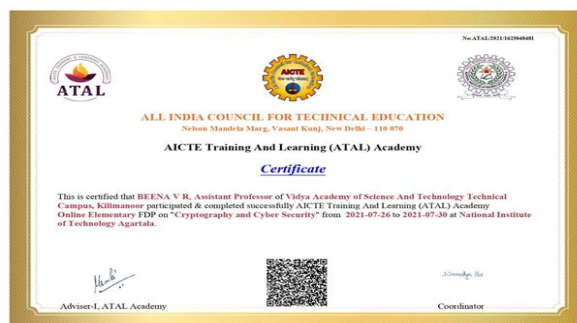 No:ATAL/2021/1623048401
ATAL
AICTE
ALL INDIA COUNCIL FOR TECHNICAL EDUCATION
Nelson Mandela Marg, Vasant Kunj, New Delhi – 110 070
AICTE Training And Learning (ATAL) Academy
Certificate
This is certified that BEENA V R, Assistant Professor of Vidya Academy of Science And Technology Technical
Campus, Kilimanoor participated & completed successfully AICTE Training And Learning (ATAL) Academy
Online Elementary FDP on "Cryptography and Cyber Security" from 2021-07-26 to 2021-07-30 at National Institute
of Technology Agartala.
Adviser-I, ATAL Academy
Coordinator